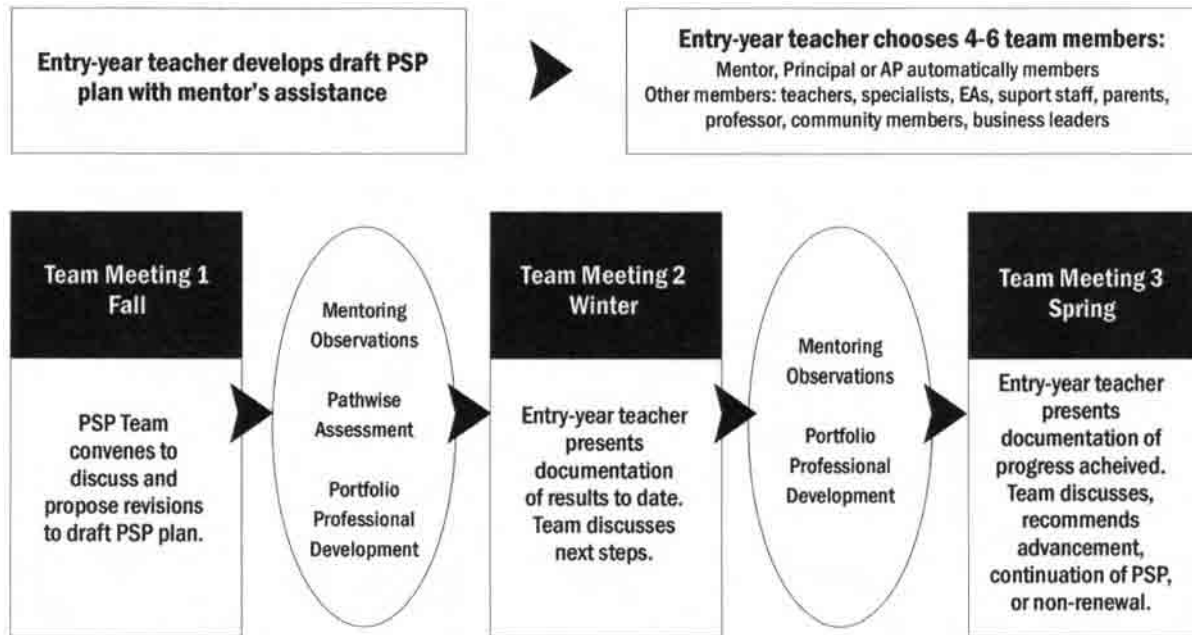 Entry-year teacher develops draft PSP
plan with mentor's assistance
Entry-year teacher chooses 4-6 team members:
Mentor, Principal or AP automatically members
Other members: teachers, specialists, EAs, suport staff, parents,
professor, community members, business leaders
Team Meeting 1
Fall
PSP Team
convenes to
discuss and
propose revisions
to draft PSP plan.
Mentoring
Observations
Pathwise
Assessment
Portfolio
Professional
Development
Team Meeting 2
Winter
Entry-year teacher
presents
documentation
of results to date.
Team discusses
next steps.
Mentoring
Observations
Portfolio
Professional
Development
Team Meeting 3
Spring
Entry-year teacher
presents
documentation of
progress acheived.
Team discusses,
recommends
advancement,
continuation of PSP,
or non-renewal.